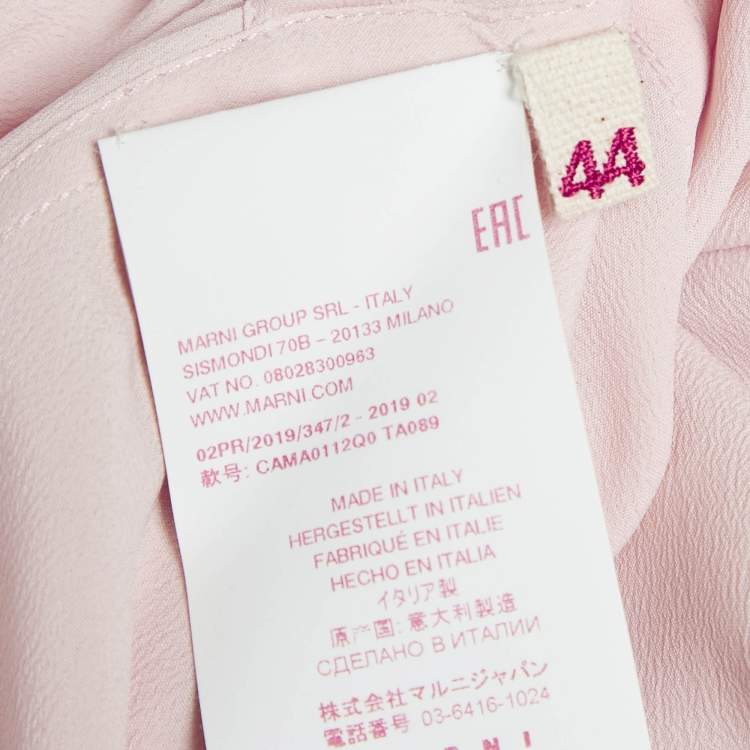 44
EAC
MARNI GROUP SRL - ITALY
SISMONDI 70B – 20133 MILANO
VAT NO. 08028300963
WWW.MARNI.COM
02PR/2019/347/2 - 2019 02
款号: CAMA0112Q0 TA089
MADE IN ITALY
HERGESTELLT IN ITALIEN
FABRIQUÉ EN ITALIE
HECHO EN ITALIA
イタリア製
原产国: 意大利製造
СДЕЛАНО В ИТАЛИИ
株式会社マルニジャパン
電話番号 03-6416-1024